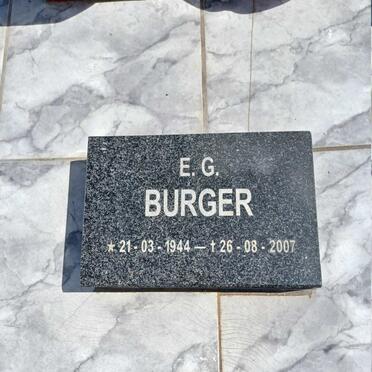 E. G.
BURGER
★ 21 - 03 - 1944 — † 26 - 08 - 2007